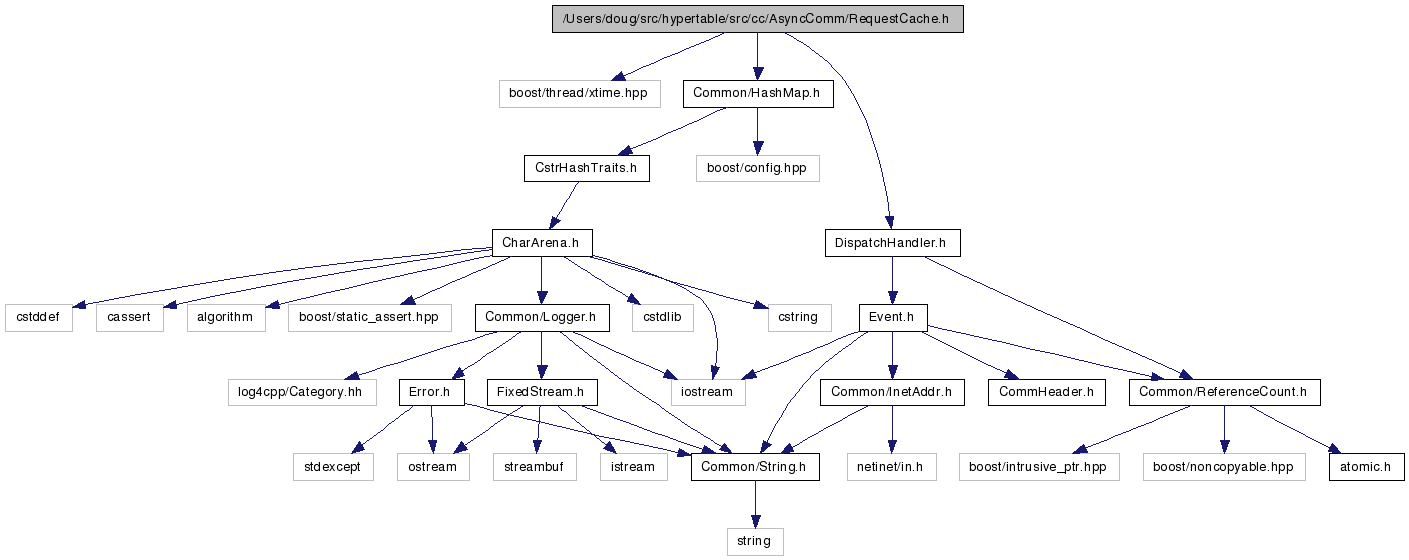 /Users/doug/src/hypertable/src/cc/AsyncComm/RequestCache.h
boost/thread/xtime.hpp
Common/HashMap.h
CstrHashTraits.h
boost/config.hpp
CharArena.h
DispatchHandler.h
cstddef
cassert
algorithm
boost/static_assert.hpp
Common/Logger.h
cstdlib
cstring
Event.h
log4cpp/Category.hh
Error.h
FixedStream.h
iostream
Common/InetAddr.h
CommHeader.h
Common/ReferenceCount.h
stdexcept
ostream
streambuf
istream
Common/String.h
netinet/in.h
boost/intrusive_ptr.hpp
boost/noncopyable.hpp
atomic.h
string